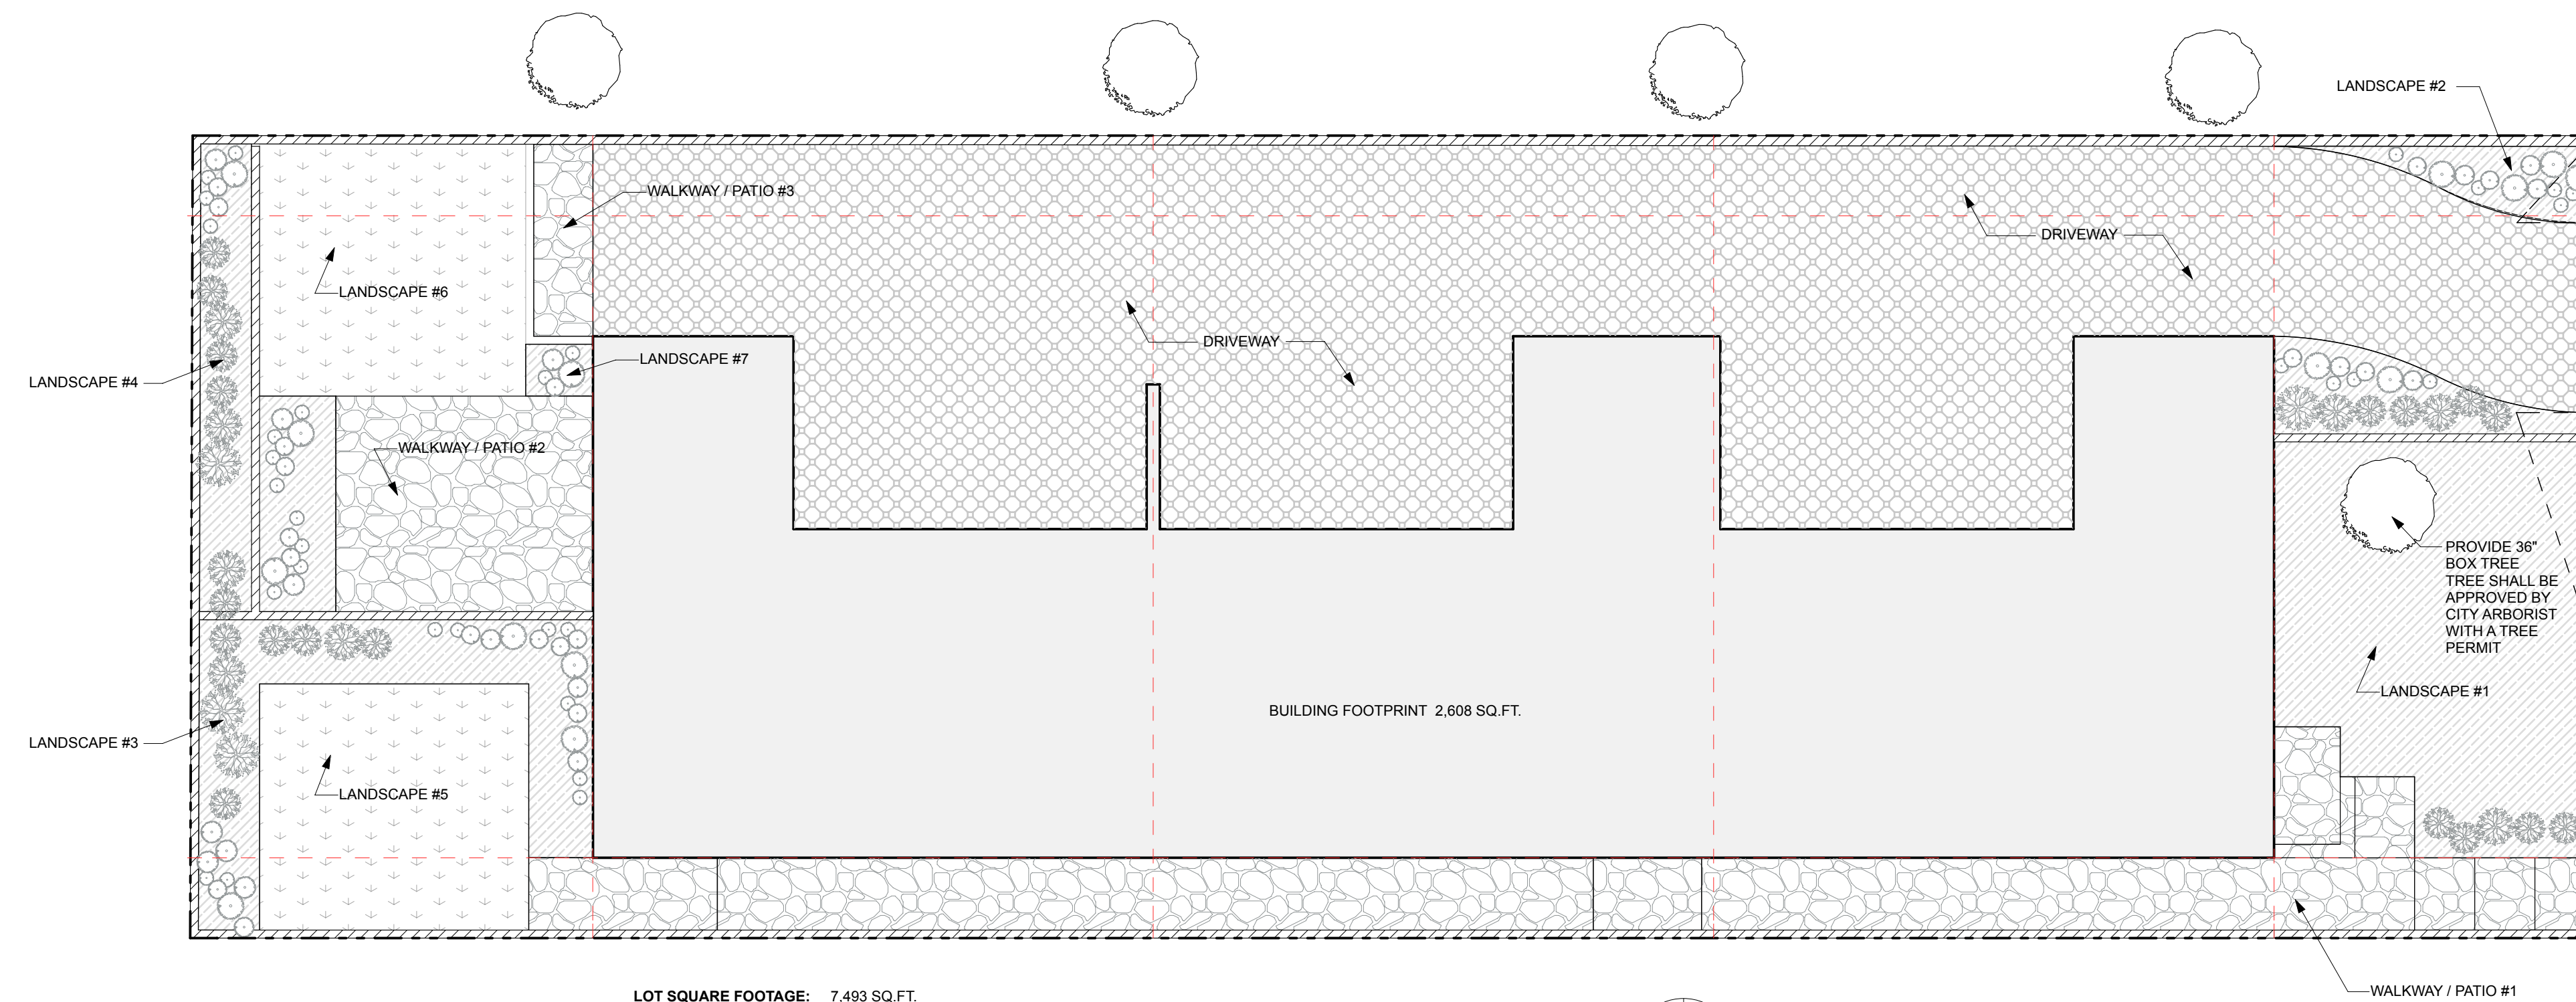 LANDSCAPE #2
WALKWAY / PATIO #3
DRIVEWAY
LANDSCAPE #6
DRIVEWAY
LANDSCAPE #7
LANDSCAPE #4
WALKWAY / PATIO #2
PROVIDE 36"
BOX TREE
TREE SHALL BE
APPROVED BY
CITY ARBORIST
WITH A TREE
PERMIT
LANDSCAPE #1
BUILDING FOOTPRINT 2,608 SQ.FT.
LANDSCAPE #3
LANDSCAPE #5
WALKWAY / PATIO #1
LOT SQUARE FOOTAGE: 7,493 SQ.FT.